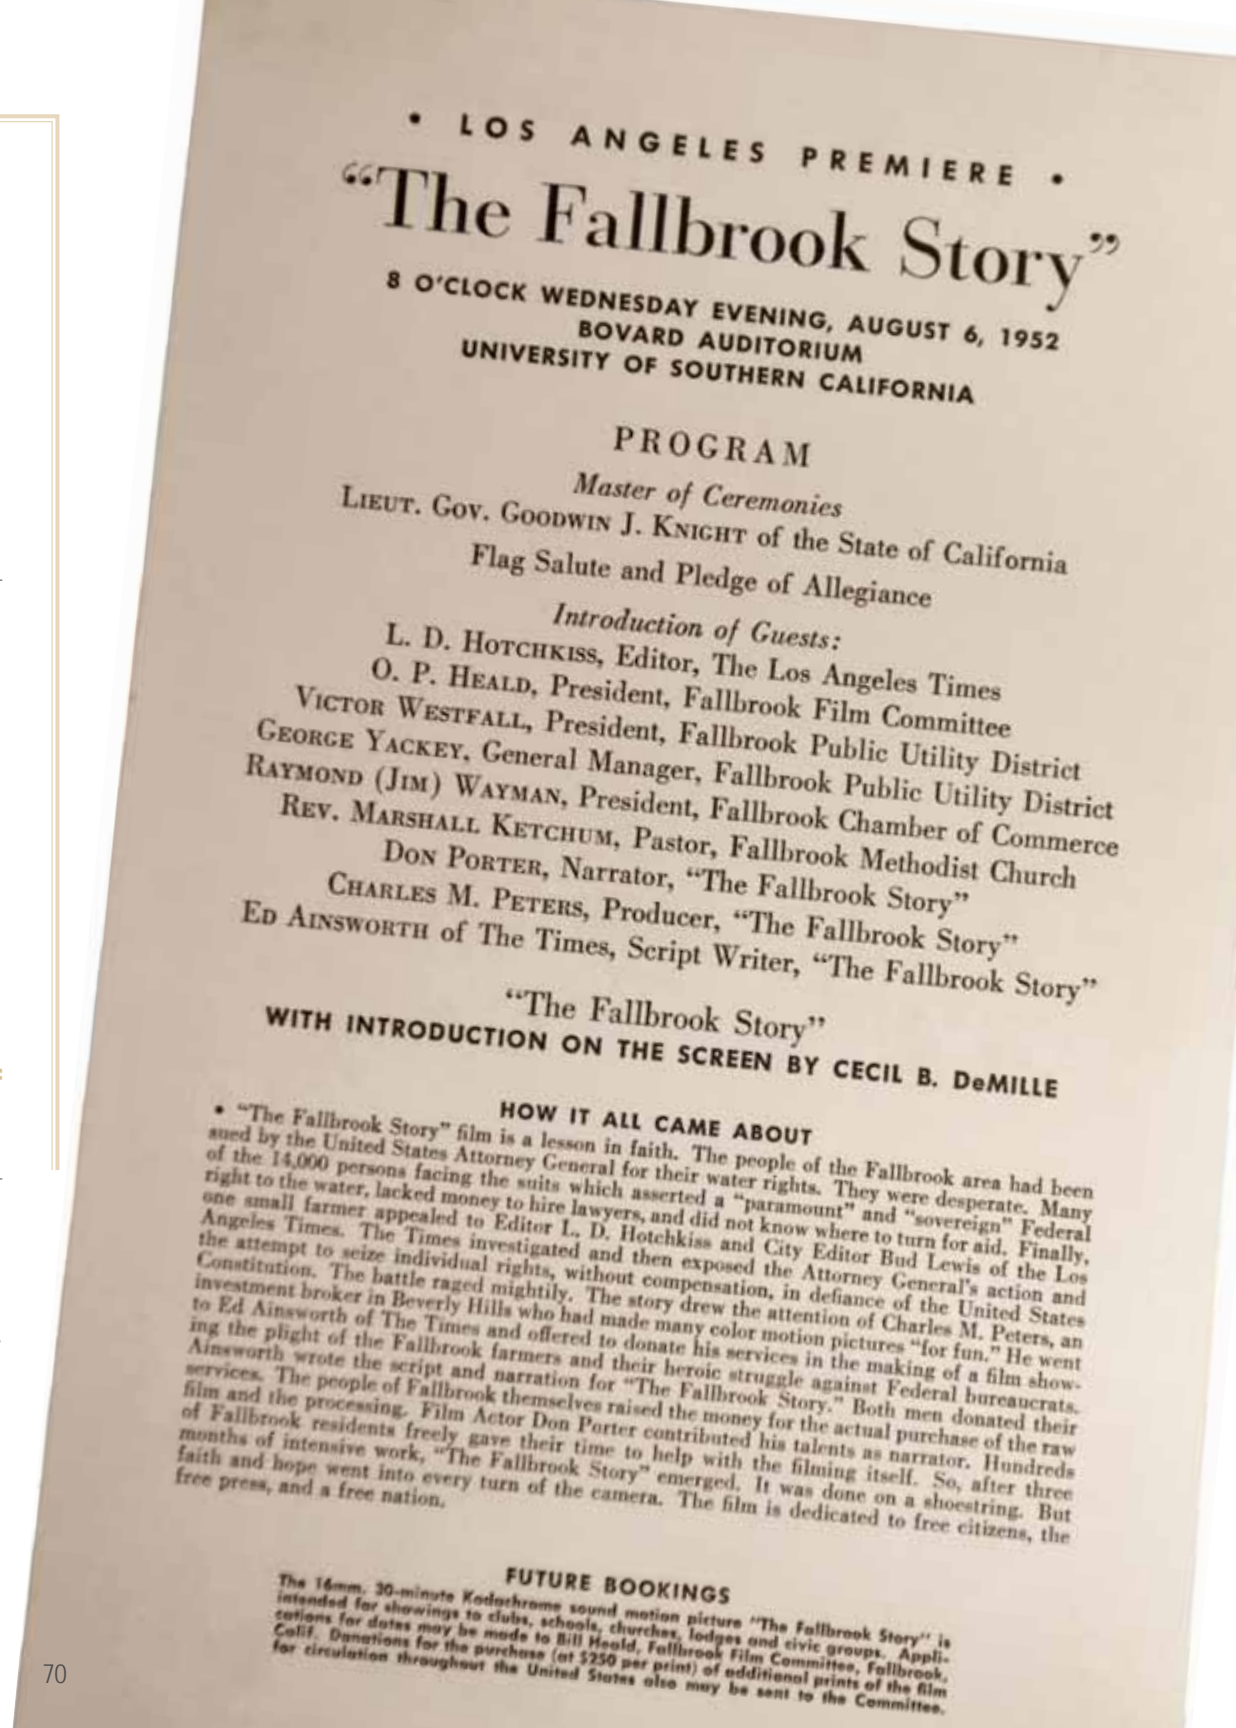 • LOS ANGELES PREMIERE •
“The Fallbrook Story”
8 O’CLOCK WEDNESDAY EVENING, AUGUST 6, 1952
BOVARD AUDITORIUM
UNIVERSITY OF SOUTHERN CALIFORNIA
PROGRAM
Master of Ceremonies
LIEUT. GOV. GOODWIN J. KNIGHT of the State of California
Flag Salute and Pledge of Allegiance
Introduction of Guests:
L. D. HOTCHKISS, Editor, The Los Angeles Times
O. P. HEALD, President, Fallbrook Film Committee
VICTOR WESTFALL, President, Fallbrook Public Utility District
GEORGE YACKEY, General Manager, Fallbrook Public Utility District
RAYMOND (JIM) WAYMAN, President, Fallbrook Chamber of Commerce
REV. MARSHALL KETCHUM, Pastor, Fallbrook Methodist Church
DON PORTER, Narrator, “The Fallbrook Story”
CHARLES M. PETERS, Producer, “The Fallbrook Story”
ED AINSWORTH of The Times, Script Writer, “The Fallbrook Story”
“The Fallbrook Story”
WITH INTRODUCTION ON THE SCREEN BY CECIL B. DeMILLE
HOW IT ALL CAME ABOUT
• “The Fallbrook Story” film is a lesson in faith. The people of the Fallbrook area had been
sued by the United States Attorney General for their water rights. They were desperate. Many
of the 14,000 persons facing the suits which asserted a “paramount” and “sovereign” Federal
right to the water, lacked money to hire lawyers, and did not know where to turn for aid. Finally,
one small farmer appealed to Editor L. D. Hotchkiss and City Editor Bud Lewis of the Los
Angeles Times. The Times investigated and then exposed the Attorney General’s action and
the attempt to seize individual rights, without compensation, in defiance of the United States
Constitution. The battle raged mightily. The story drew the attention of Charles M. Peters, an
investment broker in Beverly Hills who had made many color motion pictures “for fun.” He went
to Ed Ainsworth of The Times and offered to donate his services in the making of a film show-
ing the plight of the Fallbrook farmers and their heroic struggle against Federal bureaucrats.
Ainsworth wrote the script and narration for “The Fallbrook Story.” Both men donated their
services. The people of Fallbrook themselves raised the money for the actual purchase of the raw
film and the processing. Film Actor Don Porter contributed his talents as narrator. Hundreds
of Fallbrook residents freely gave their time to help with the filming itself. So, after three
months of intensive work, “The Fallbrook Story” emerged. It was done on a shoestring. But
faith and hope went into every turn of the camera. The film is dedicated to free citizens, the
free press, and a free nation.
FUTURE BOOKINGS
The 16mm. 30-minute Kodachrome sound motion picture “The Fallbrook Story” is
intended for showings to clubs, schools, churches, lodges and civic groups. Appli-
cations for dates may be made to Bill Heald, Fallbrook Film Committee, Fallbrook,
Calif. Donations for the purchase (at $250 per print) of additional prints of the film
for circulation throughout the United States also may be sent to the Committee.
70